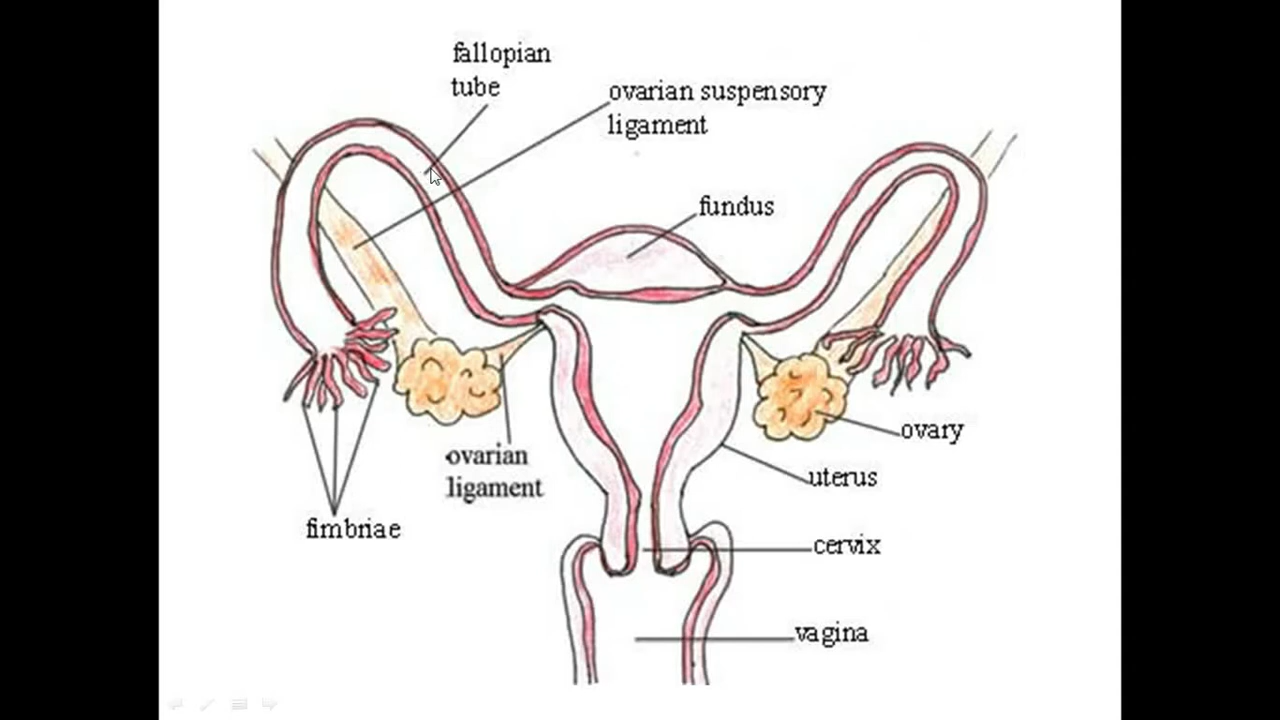 fallopian
tube
ovarian suspensory
ligament
fundus
ovary
ovarian
ligament
uterus
fimbriae
cervix
vagina